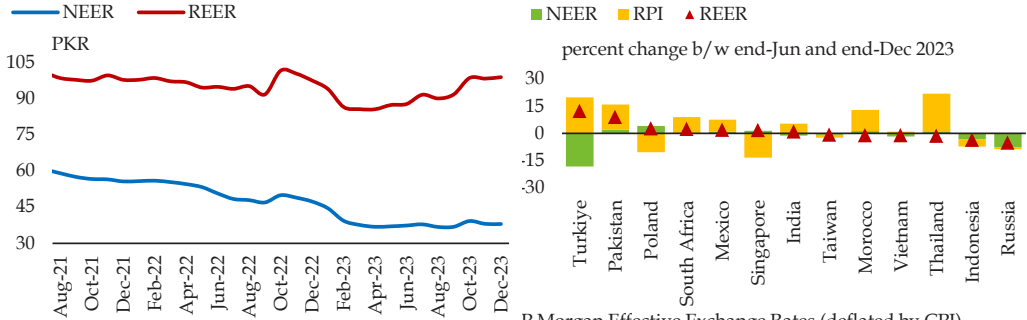 NEER REER
PKR
105
90
75
60
45
30
Aug-21
Oct-21
Dec-21
Feb-22
Apr-22
Jun-22
Aug-22
Oct-22
Dec-22
Feb-23
Apr-23
Jun-23
Aug-23
Oct-23
Dec-23
NEER RPI REER
percent change b/w end-Jun and end-Dec 2023
30
15
0
-15
-30
Turkiye
Pakistan
Poland
South Africa
Mexico
Singapore
India
Taiwan
Morocco
Vietnam
Thailand
Indonesia
Russia